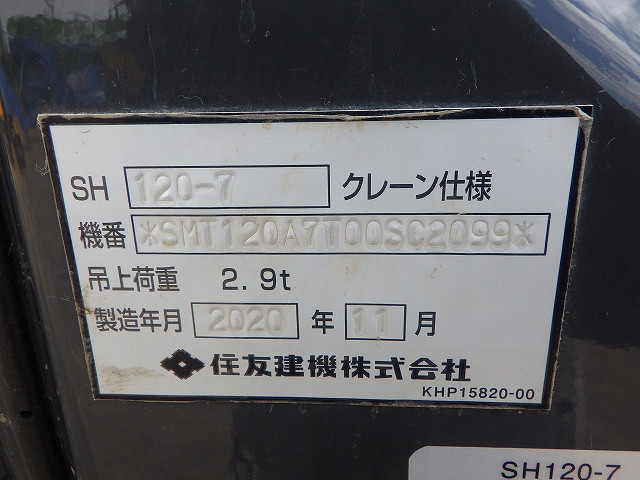 SH 120-7 クレーン仕様
機番 *SMT120A7T00SC2099*
吊上荷重 2.9t
製造年月 2020 年 11 月
住友建機株式会社
KHP15820-00
SH120-7